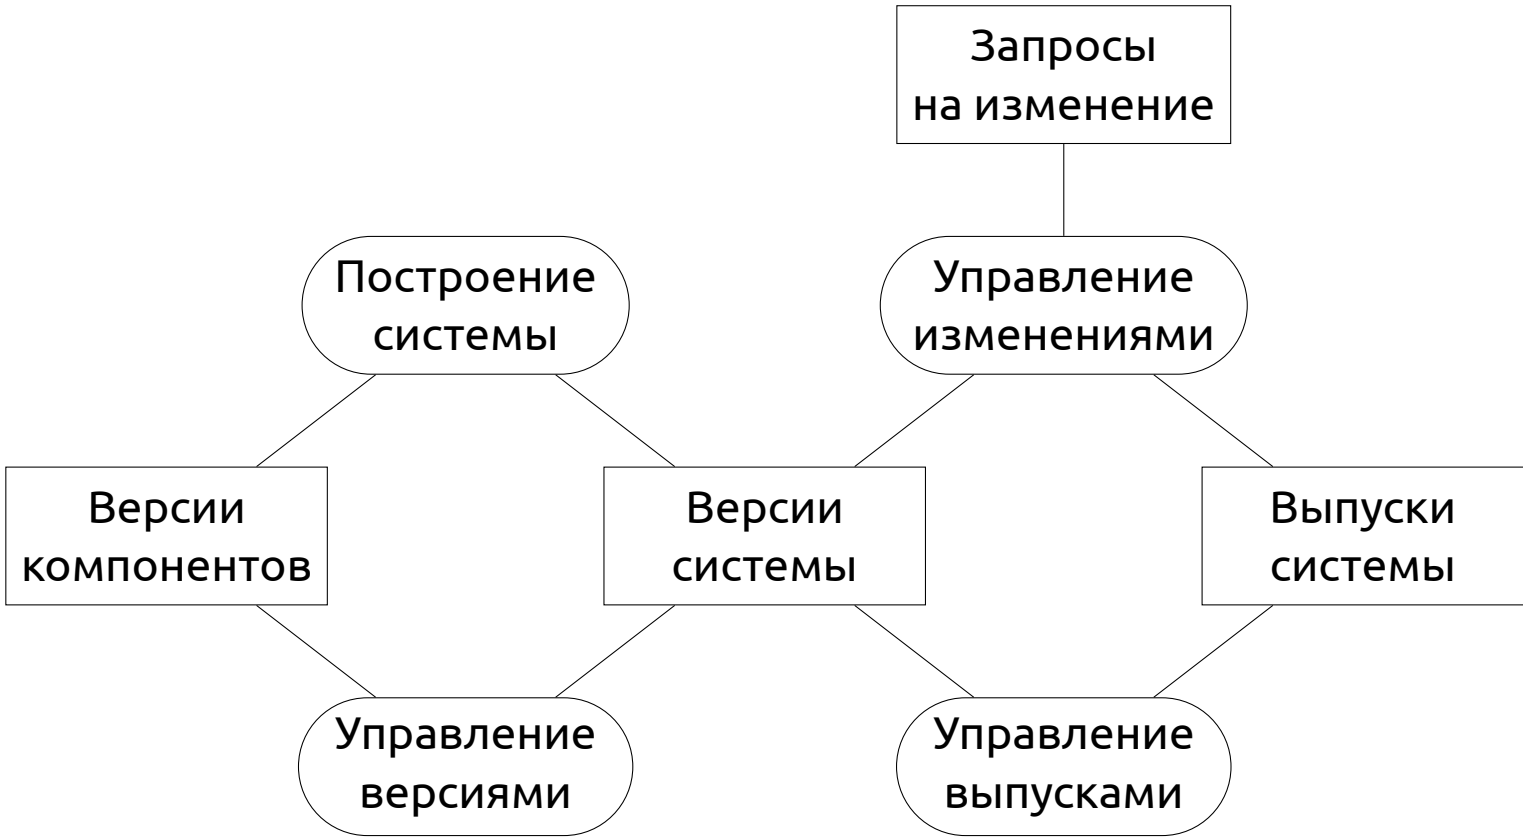 Запросы
на изменение
Построение
системы
Управление
изменениями
Версии
компонентов
Версии
системы
Выпуски
системы
Управление
версиями
Управление
выпусками